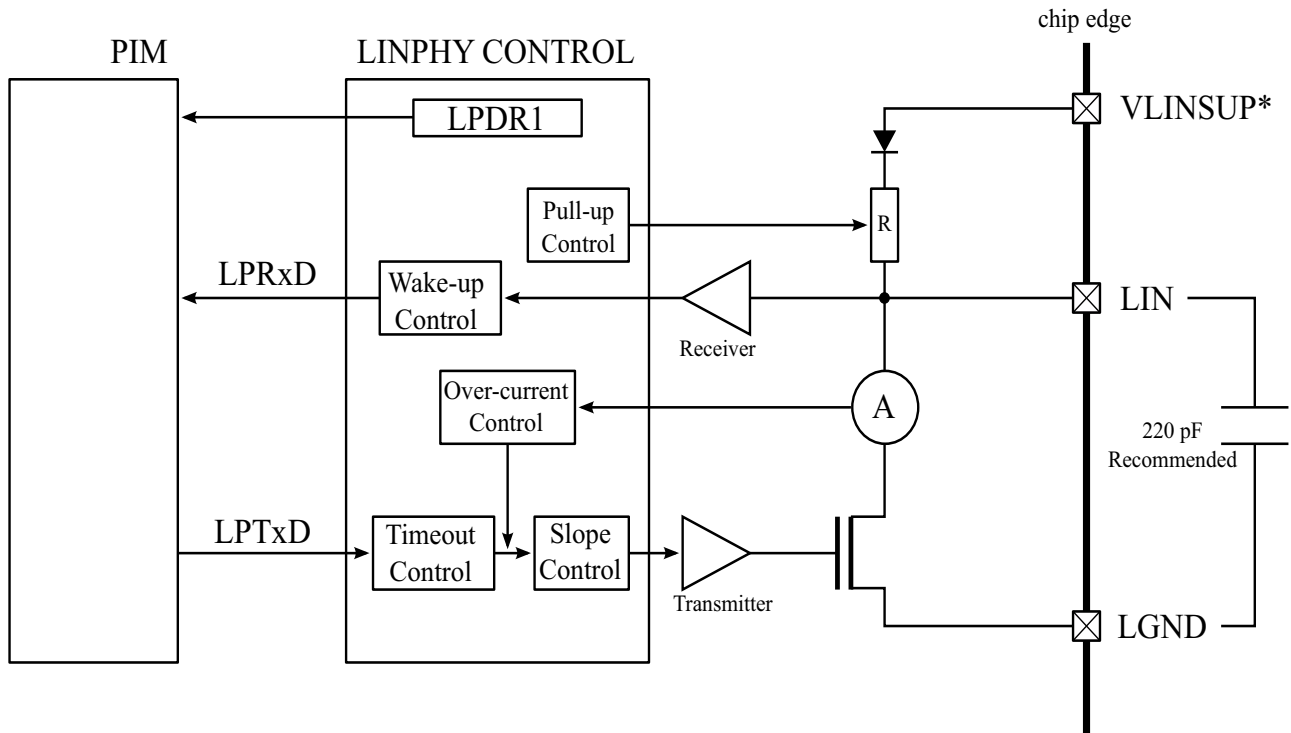 chip edge
PIM
LINPHY CONTROL
VLINSUP*
LPDR1
Pull-up
Control
R
LPRxD
Wake-up
Control
Receiver
LIN
Over-current
Control
A
220 pF
Recommended
LPTxD
Timeout
Control
Slope
Control
Transmitter
LGND